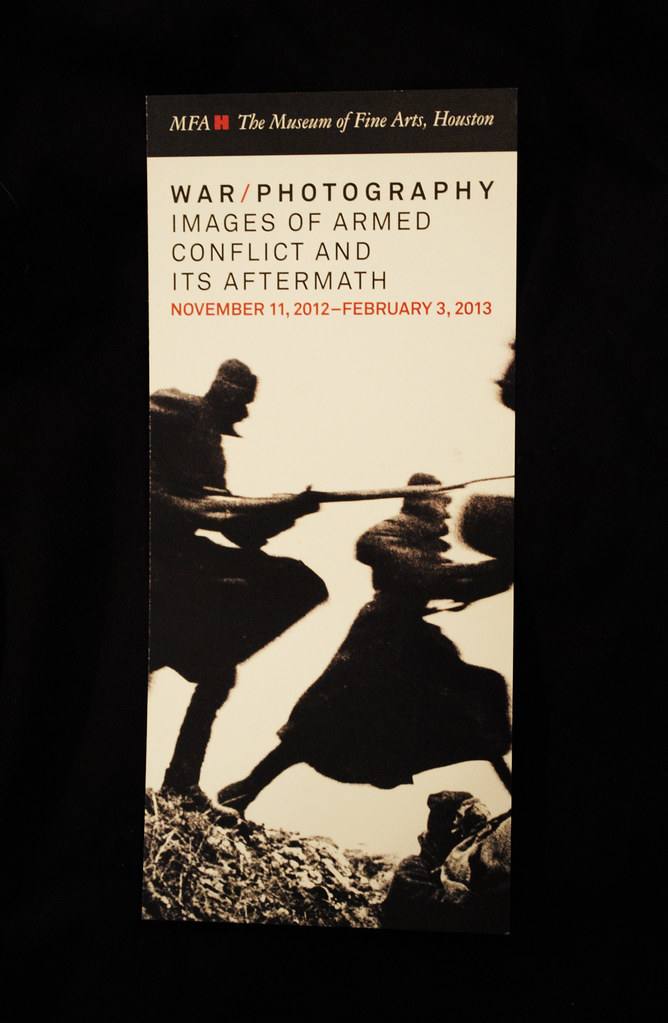 MFAH The Museum of Fine Arts, Houston
WAR/PHOTOGRAPHY
IMAGES OF ARMED
CONFLICT AND
ITS AFTERMATH
NOVEMBER 11, 2012–FEBRUARY 3, 2013